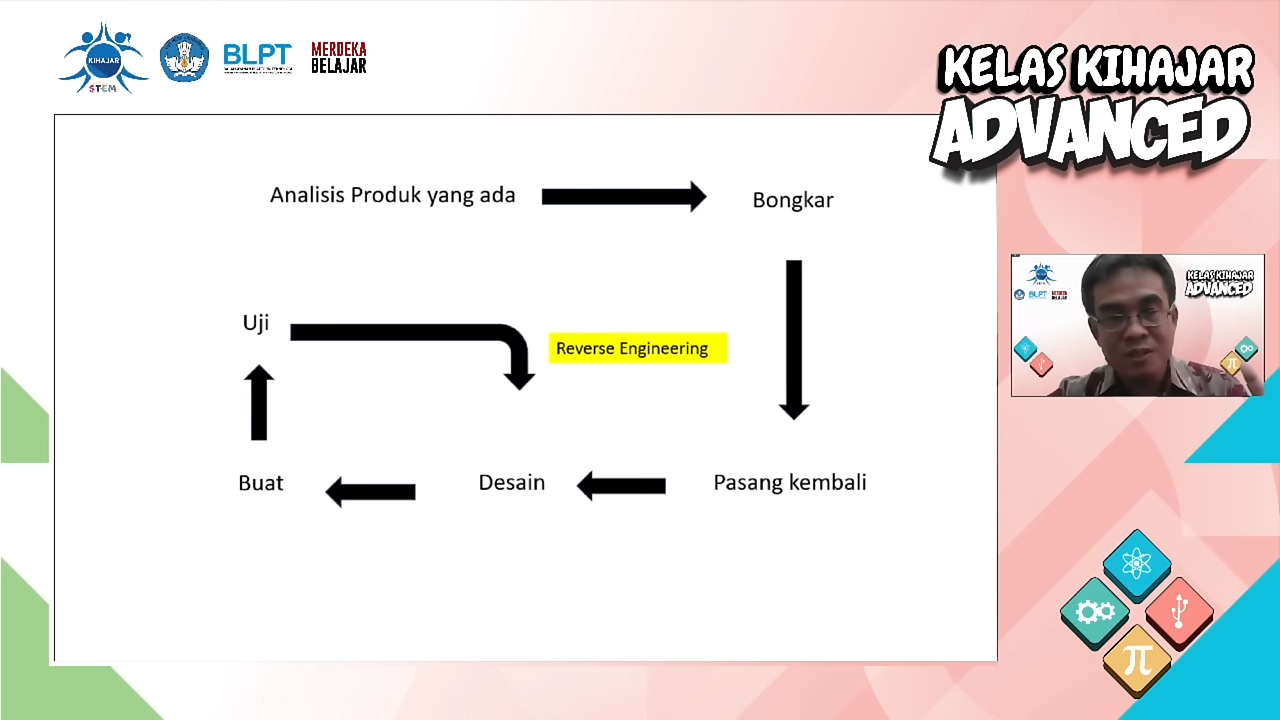 KIHAJAR
STEM
BLPT
MERDEKA
BELAJAR
KELAS KIHAJAR
ADVANCED
Analisis Produk yang ada
Bongkar
Uji
Reverse Engineering
Buat
Desain
Pasang kembali
BLPT
MERDEKA
BELAJAR
KELAS KIHAJAR
ADVANCED
π
π